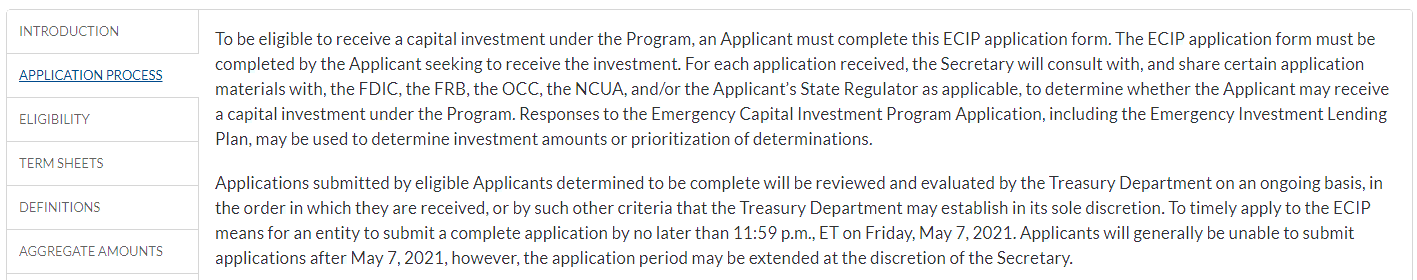 INTRODUCTION
APPLICATION PROCESS
ELIGIBILITY
TERM SHEETS
DEFINITIONS
AGGREGATE AMOUNTS
To be eligible to receive a capital investment under the Program, an Applicant must complete this ECIP application form. The ECIP application form must be
completed by the Applicant seeking to receive the investment. For each application received, the Secretary will consult with, and share certain application
materials with, the FDIC, the FRB, the OCC, the NCUA, and/or the Applicant's State Regulator as applicable, to determine whether the Applicant may receive
a capital investment under the Program. Responses to the Emergency Capital Investment Program Application, including the Emergency Investment Lending
Plan, may be used to determine investment amounts or prioritization of determinations.
Applications submitted by eligible Applicants determined to be complete will be reviewed and evaluated by the Treasury Department on an ongoing basis, in
the order in which they are received, or by such other criteria that the Treasury Department may establish in its sole discretion. To timely apply to the ECIP
means for an entity to submit a complete application by no later than 11:59 p.m., ET on Friday, May 7, 2021. Applicants will generally be unable to submit
applications after May 7, 2021, however, the application period may be extended at the discretion of the Secretary.